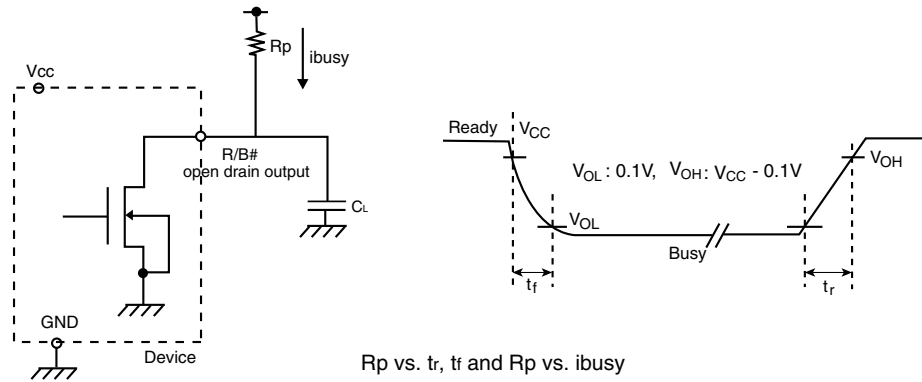 Rp
ibusy
Vcc
R/B#
open drain output
CL
GND
Device
Ready
VCC
VOL : 0.1V, VOH : VCC - 0.1V
VOH
VOL
Busy
tf
tr
Rp vs. tr, tf and Rp vs. ibusy